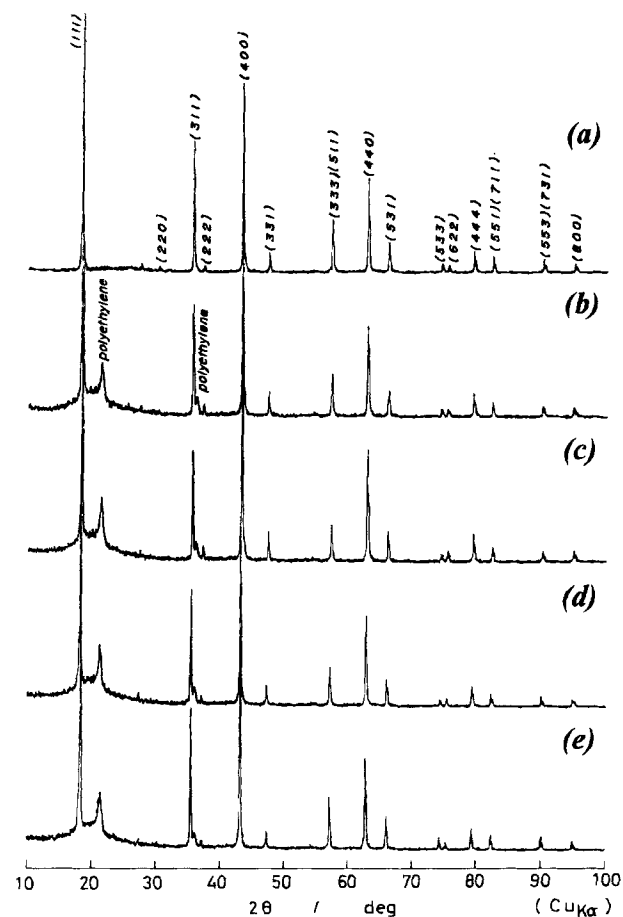 (111)
(220)
(311)
(222)
(400)
(331)
(333)(511)
(440)
(531)
(533)
(622)
(444)
(551)(711)
(553)(731)
(800)
(a)
polyethylene
polyethylene
(b)
(c)
(d)
(e)
10 20 30 40 50 60 70 80 90 100
2θ / deg (CuKα)